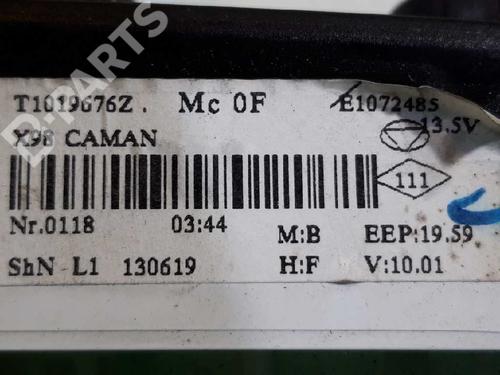 B-PARTS
T1019676Z. Mc 0F E1072485
X98 CAMAN 13.5V
111
Nr.0118 03:44 M:B EEP:19.59
ShN L1 130619 H:F V:10.01